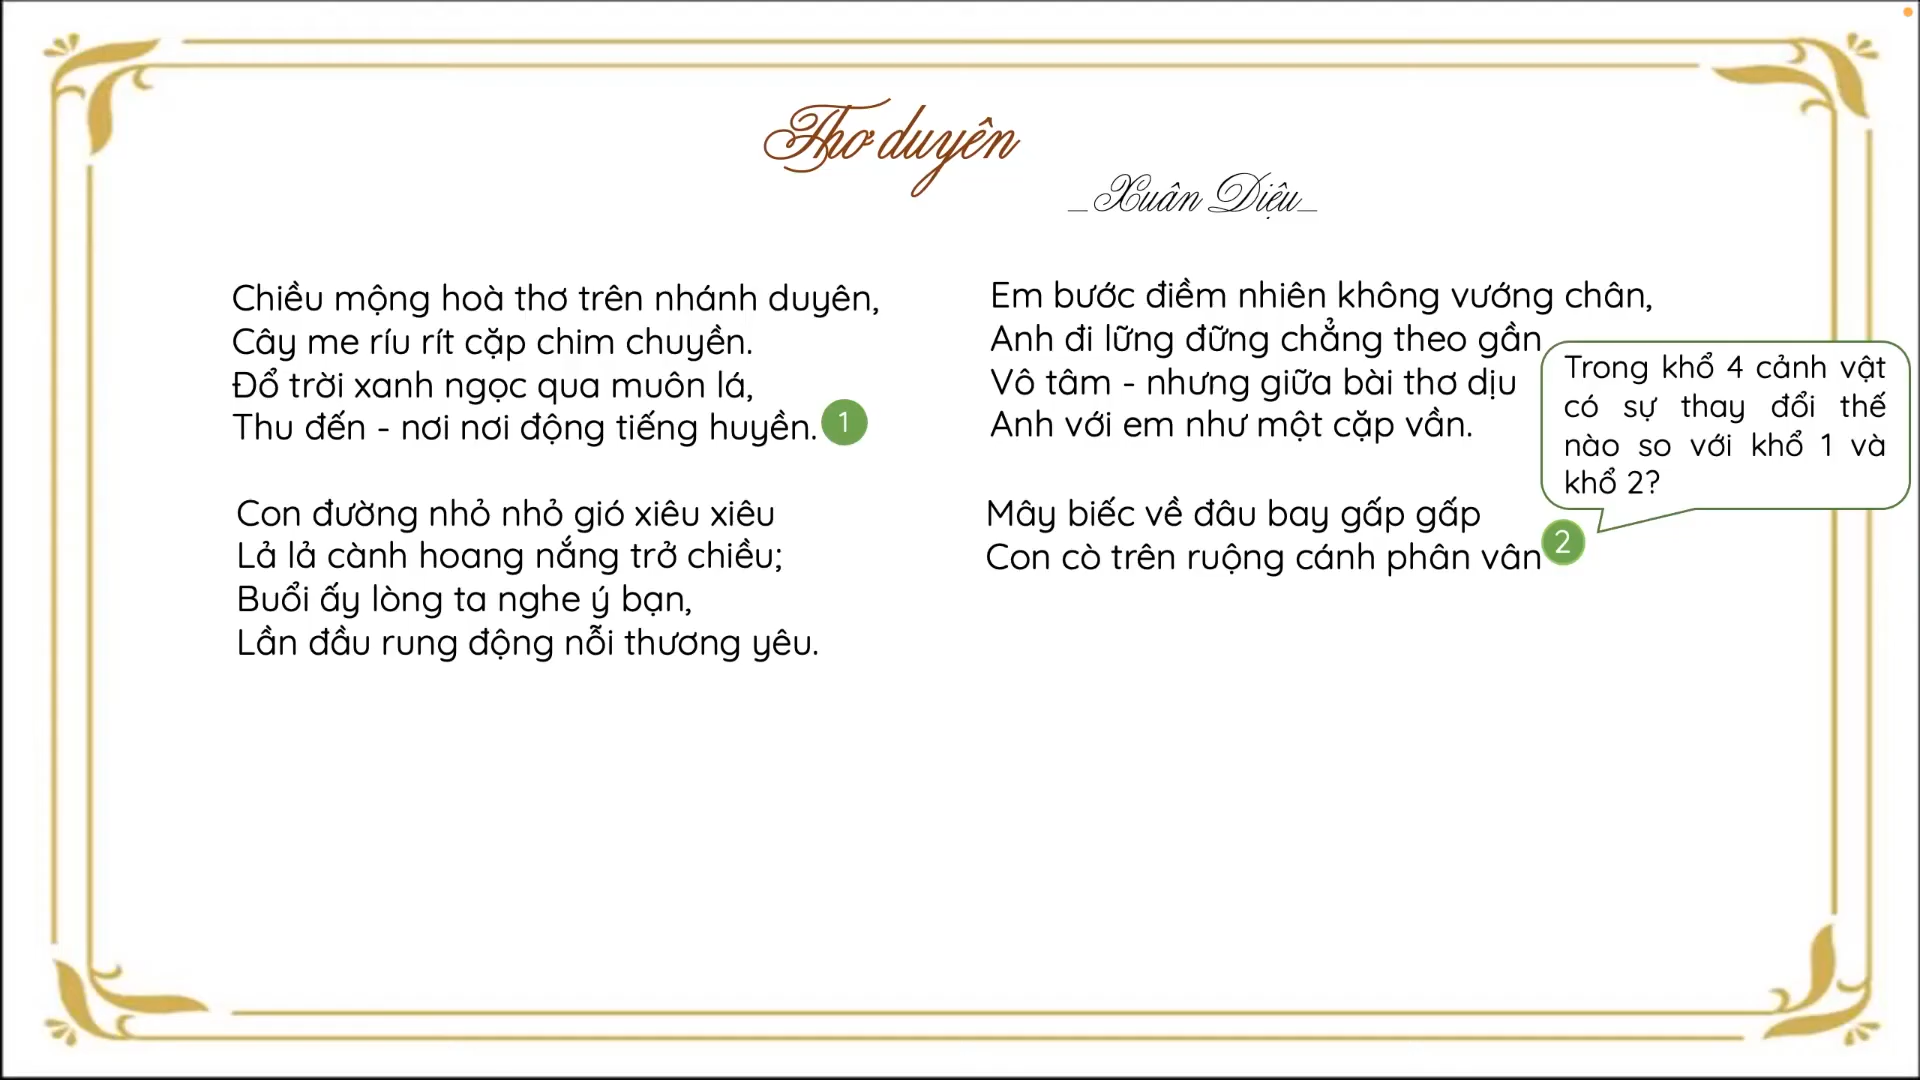 Thơ duyên
_Xuân Diệu_
Chiều mộng hoà thơ trên nhánh duyên,
Cây me ríu rít cặp chim chuyền.
Đổ trời xanh ngọc qua muôn lá,
Thu đến - nơi nơi động tiếng huyền.
1
Con đường nhỏ nhỏ gió xiêu xiêu
Lả lả cành hoang nắng trở chiều;
Buổi ấy lòng ta nghe ý bạn,
Lần đầu rung động nỗi thương yêu.
Em bước điềm nhiên không vướng chân,
Anh đi lững đững chẳng theo gần
Vô tâm - nhưng giữa bài thơ dịu
Anh với em như một cặp vần.
Mây biếc về đâu bay gấp gấp
Con cò trên ruộng cánh phân vân
2
Trong khổ 4 cảnh vật
có sự thay đổi thế
nào so với khổ 1 và
khổ 2?